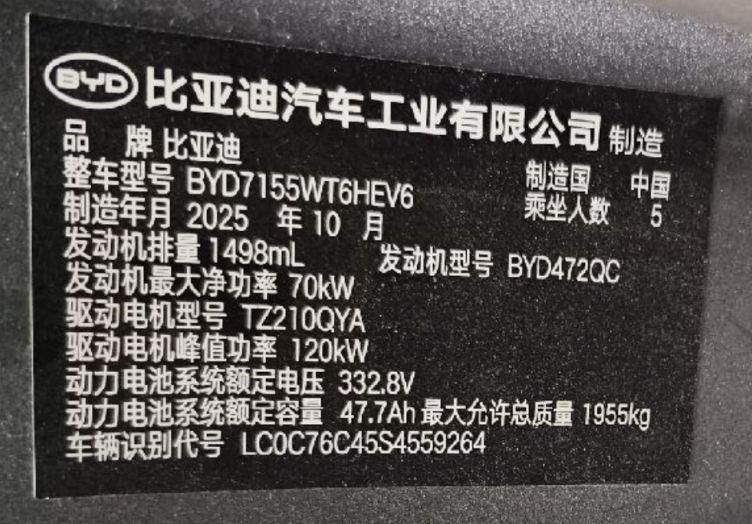 BYD 比亚迪汽车工业有限公司 制造
品 牌 比亚迪
整车型号 BYD7155WT6HEV6 制造国 中国
制造年月 2025 年 10 月 乘坐人数 5
发动机排量 1498mL 发动机型号 BYD472QC
发动机最大净功率 70kW
驱动电机型号 TZ210QYA
驱动电机峰值功率 120kW
动力电池系统额定电压 332.8V
动力电池系统额定容量 47.7Ah 最大允许总质量 1955kg
车辆识别代号 LC0C76C45S4559264